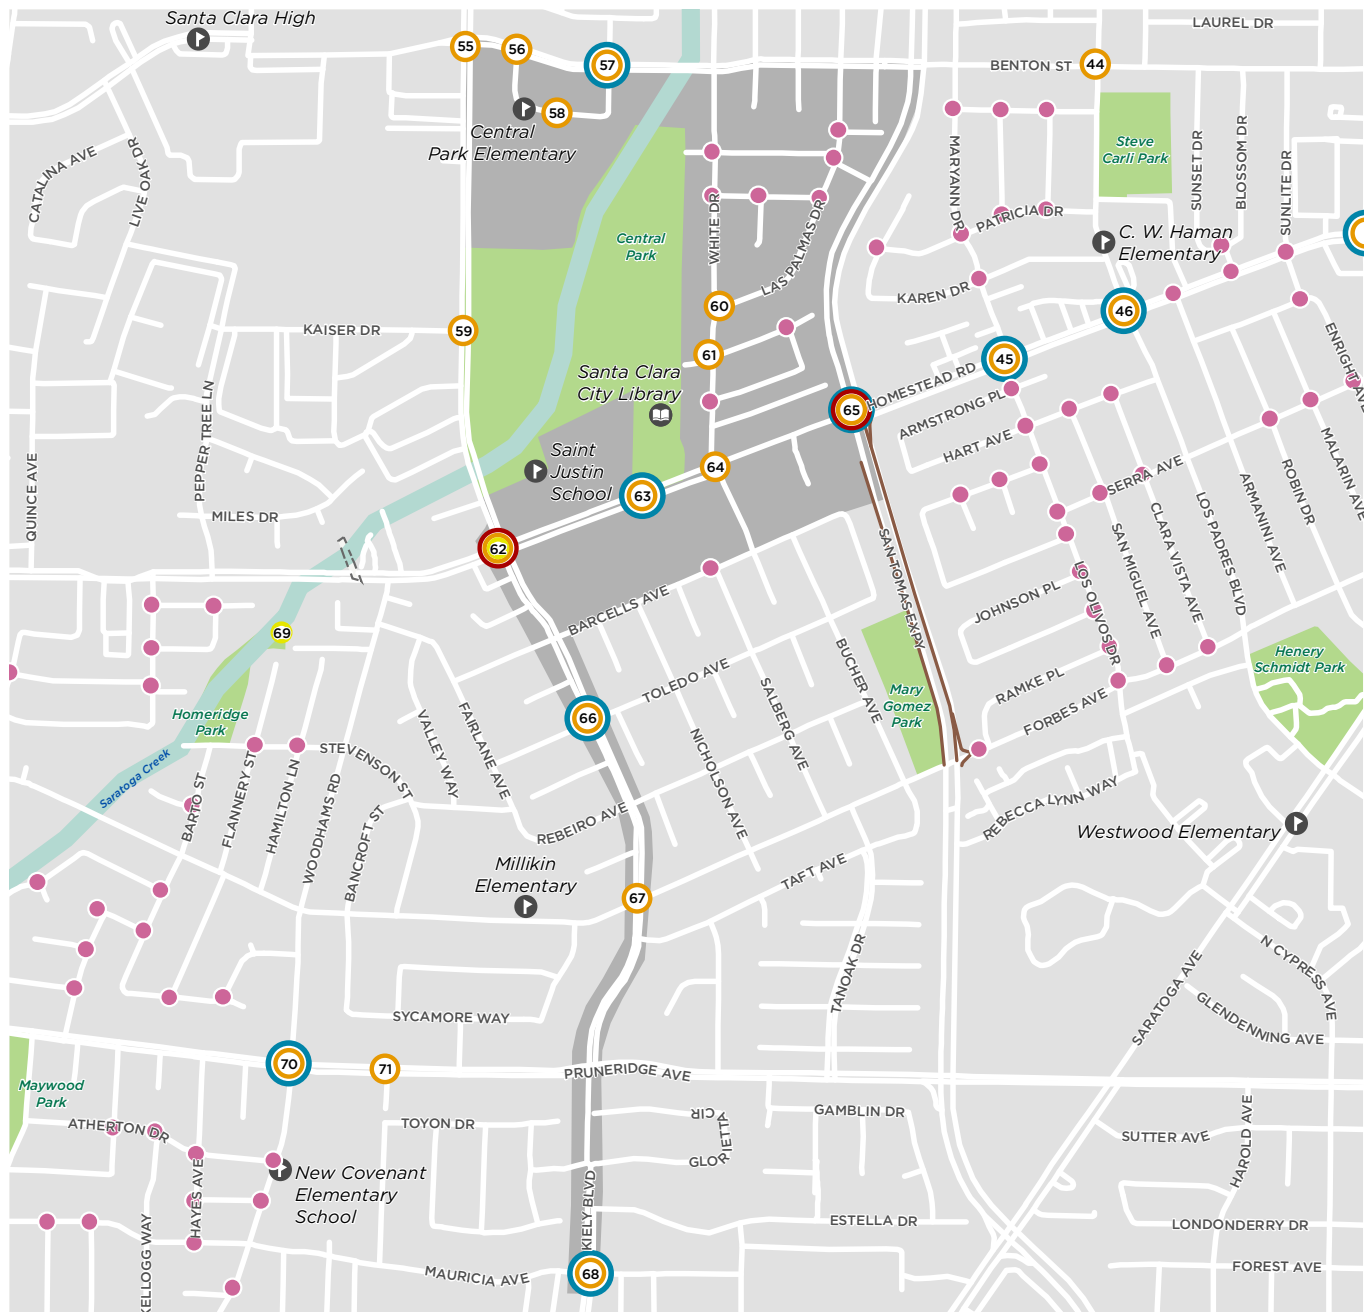 Santa Clara High
LAUREL DR
55
56
57
BENTON ST
44
58
Central
Park Elementary
CATALINA AVE
LIVE OAK DR
MARYANN DR
Steve
Carli Park
SUNSET DR
BLOSSOM DR
SUNLITE DR
WHITE DR
LAS PALMAS DR
PATRICIA DR
Central
Park
C. W. Haman
Elementary
KAREN DR
60
46
KAISER DR
59
61
45
ENRIGHT AVE
Santa Clara
City Library
HOMESTEAD RD
65
ARMSTRONG PL
HART AVE
PEPPER TREE LN
QUINCE AVE
Saint
Justin
School
64
63
SERRA AVE
MALARIN AVE
ROBIN DR
ARMANINI AVE
LOS PADRES BLVD
CLARA VISTA AVE
SAN MIGUEL AVE
MILES DR
62
SAN TOMAS EXPY
LOS OLIVOS DR
JOHNSON PL
BARCELLS AVE
69
BUCHER AVE
Henery
Schmidt Park
TOLEDO AVE
SALBERG AVE
RAMKE PL
Mary
Gomez
Park
FORBES AVE
Homeridge
Park
66
VALLEY WAY
FAIRLANE AVE
NICHOLSON AVE
STEVENSON ST
Saratoga Creek
BARTO ST
FLANNERY ST
HAMILTON LN
WOODHAMS RD
BANCROFT ST
REBEIRO AVE
REBECCA LYNN WAY
Westwood Elementary
Millikin
Elementary
TAFT AVE
67
TANOAK DR
SARATOGA AVE
N CYPRESS AVE
GLENDENNING AVE
SYCAMORE WAY
70
71
PRUNERIDGE AVE
Maywood
Park
ATHERTON DR
TOYON DR
GLORIETTA CIR
GAMBLIN DR
SUTTER AVE
HAROLD AVE
New Covenant
Elementary
School
HAYES AVE
KELLOGG WAY
KIELY BLVD
ESTELLA DR
LONDONDERRY DR
MAURICIA AVE
68
FOREST AVE